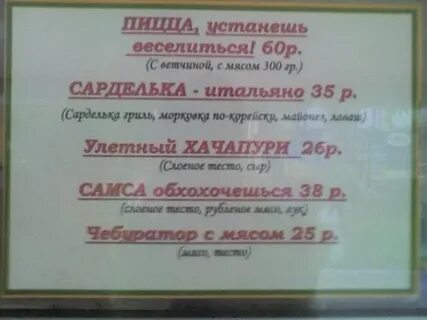 ПИЦЦА, устанешь
веселиться! 60р.
(С ветчиной, с мясом 300 гр.)
САРДЕЛЬКА - итальяно 35 р.
(Сарделька гриль, морковка по-корейски, майонез, лаваш)
Улетный ХАЧАПУРИ 26р.
(Слоеное тесто, сыр)
САМСА обхохочешься 38 р.
(слоеное тесто, рубленое мясо, лук)
Чебуратор с мясом 25 р.
(мясо, тесто)